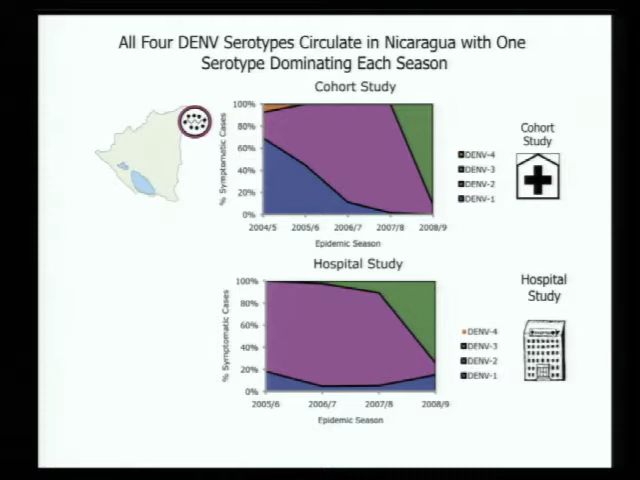 All Four DENV Serotypes Circulate in Nicaragua with One
Serotype Dominating Each Season
Cohort Study
% Symptomatic Cases
100%
80%
60%
40%
20%
0%
2004/5 2005/6 2006/7 2007/8 2008/9
Epidemic Season
DENV-4
DENV-3
DENV-2
DENV-1
Cohort
Study
Hospital Study
% Symptomatic Cases
100%
80%
60%
40%
20%
0%
2005/6 2006/7 2007/8 2008/9
Epidemic Season
DENV-4
DENV-3
DENV-2
DENV-1
Hospital
Study